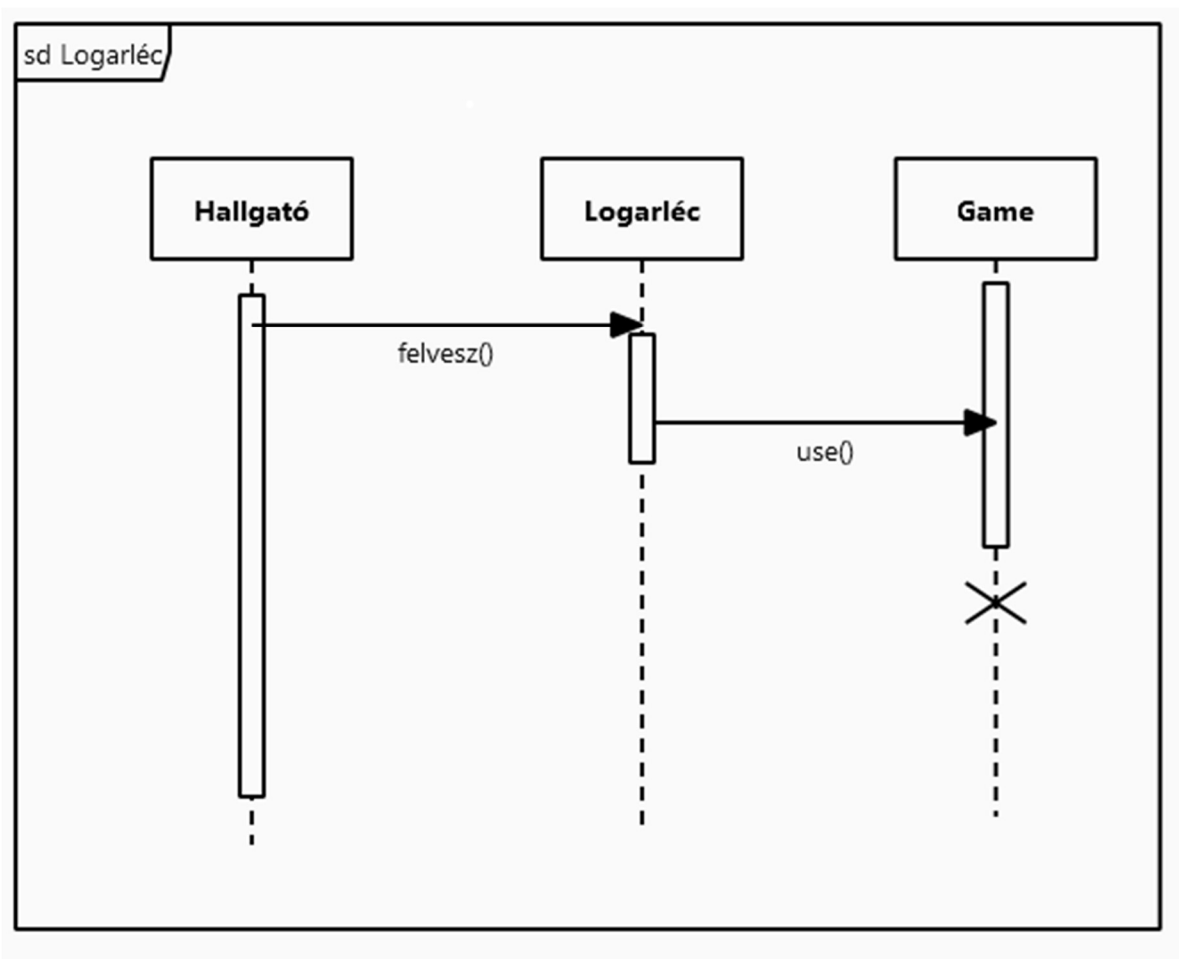 sd Logarléc
Hallgató
Logarléc
Game
felvesz()
use()